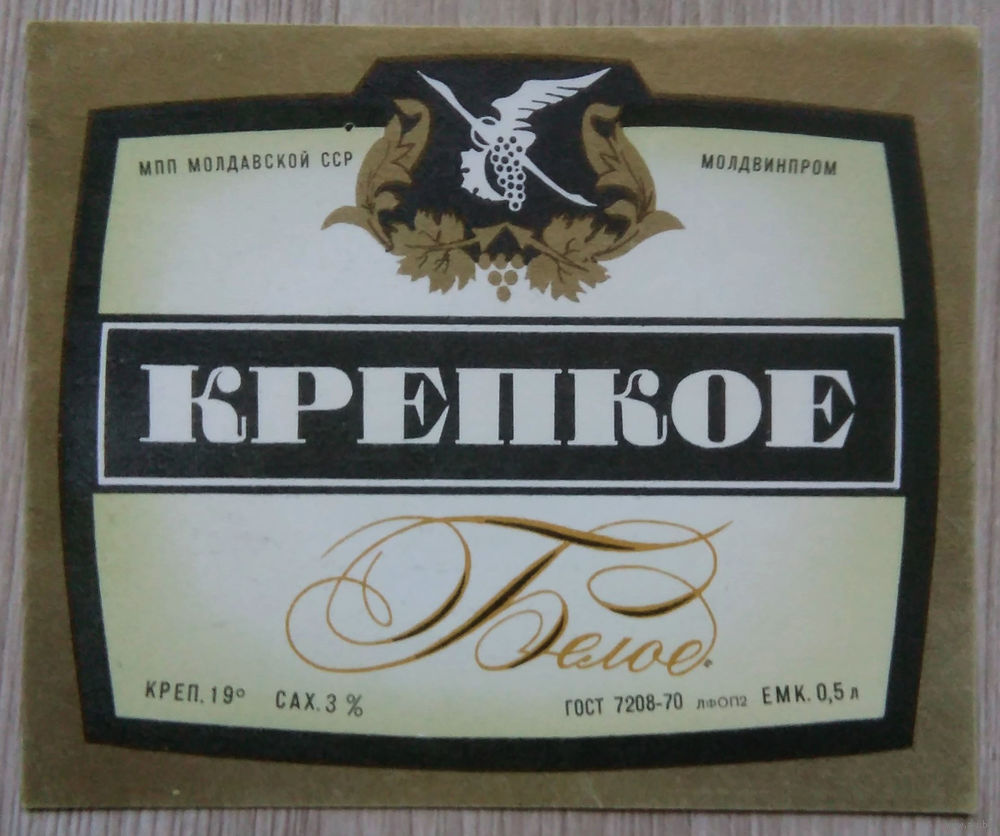 МПП МОЛДАВСКОЙ ССР
МОЛДВИНПРОМ
КРЕПКОЕ
Белое
КРЕП. 19° САХ. 3 %
ГОСТ 7208-70 ЛФОП2 ЕМК. 0,5 л